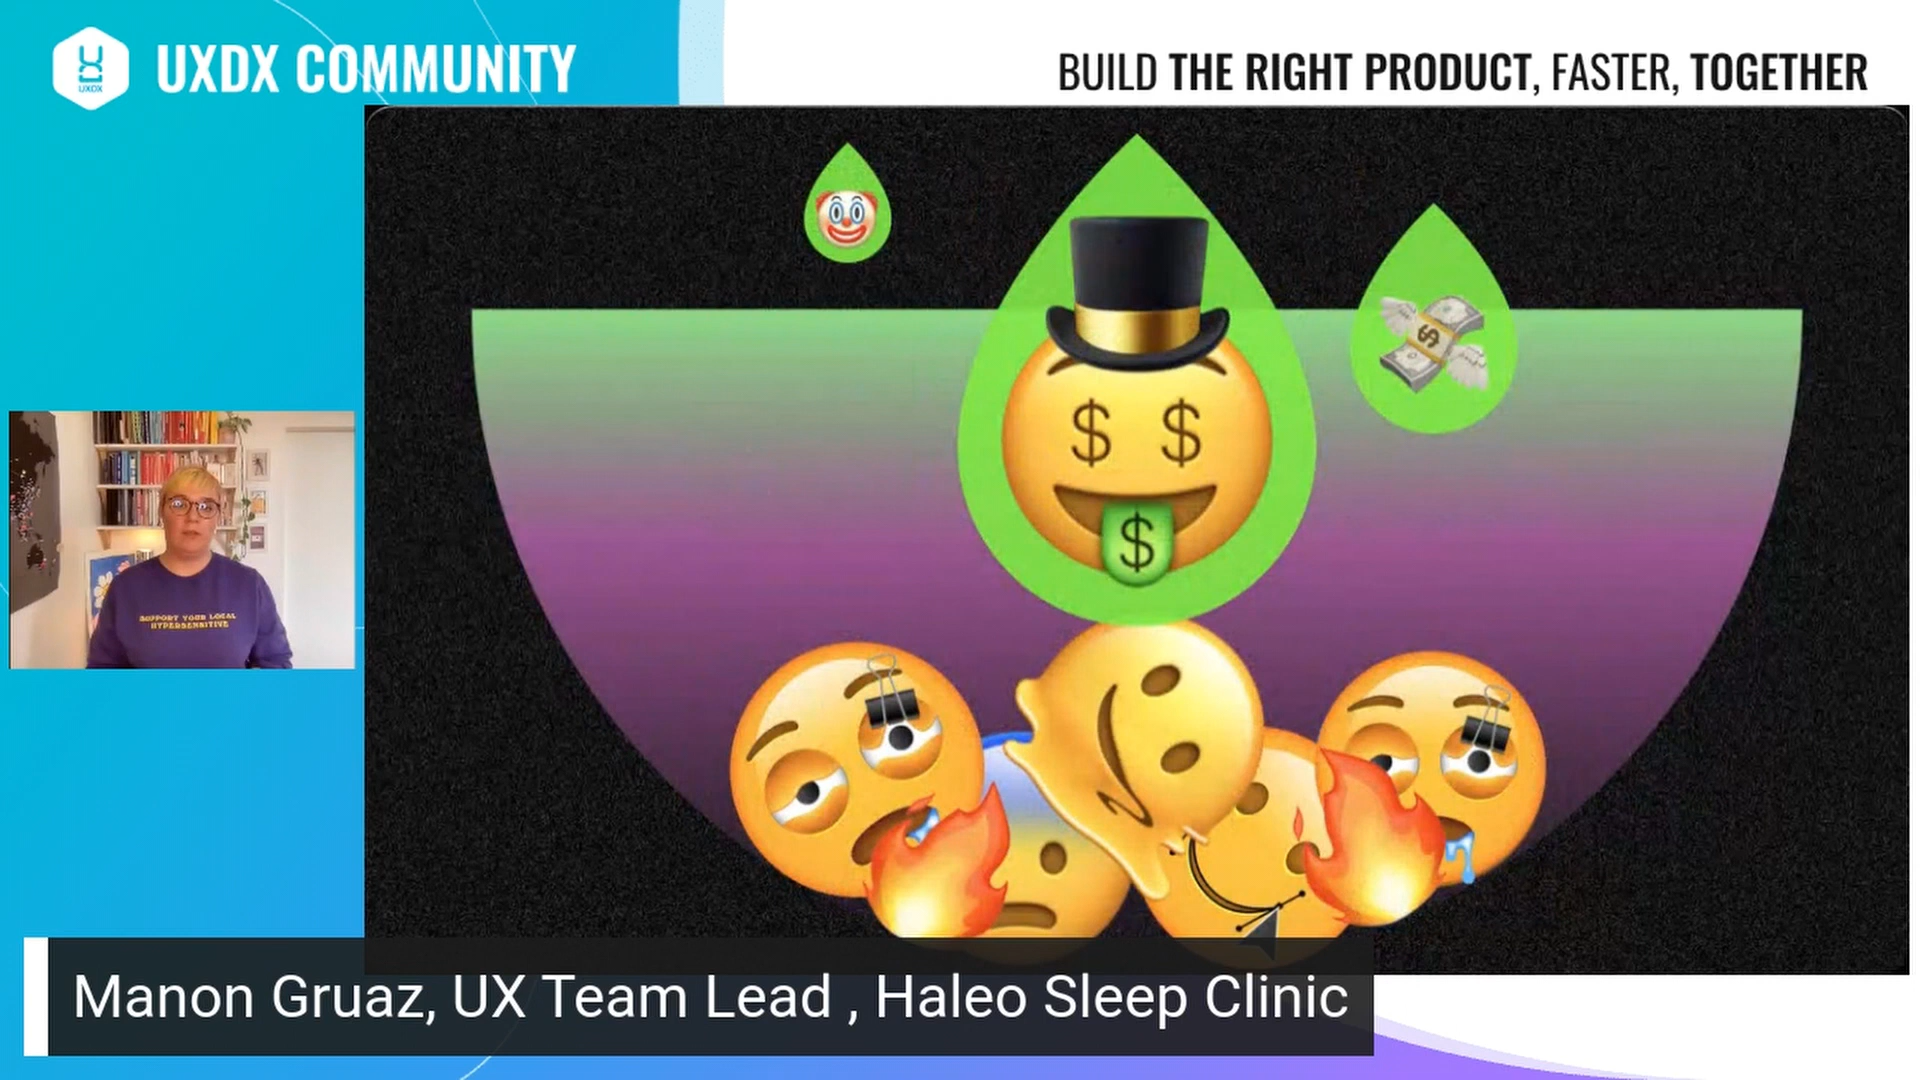 UXDX
UXDX COMMUNITY
BUILD THE RIGHT PRODUCT, FASTER, TOGETHER
$ $
$
$
SUPPORT YOUR LOCAL
HYPERSENSITIVE
Manon Gruaz, UX Team Lead , Haleo Sleep Clinic